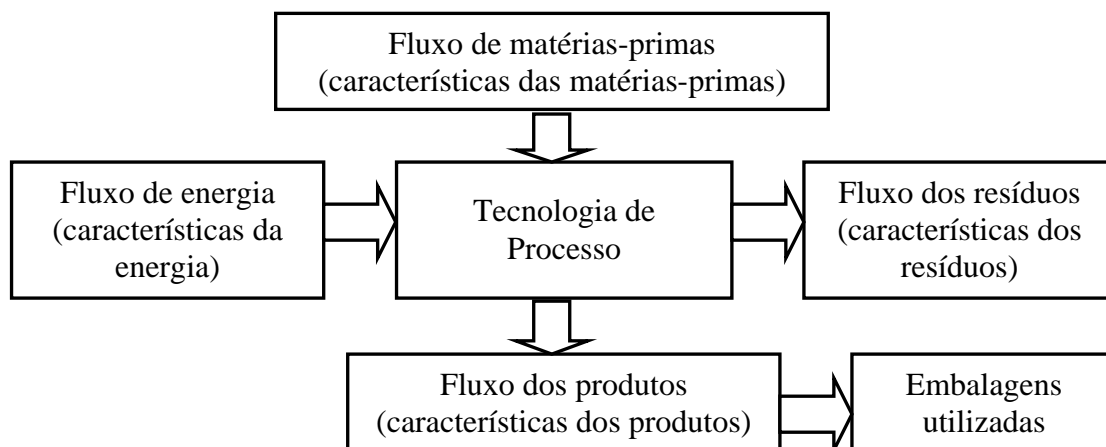 Fluxo de matérias-primas
(características das matérias-primas)
Fluxo de energia
(características da
energia)
Tecnologia de
Processo
Fluxo dos resíduos
(características dos
resíduos)
Fluxo dos produtos
(características dos produtos)
Embalagens
utilizadas